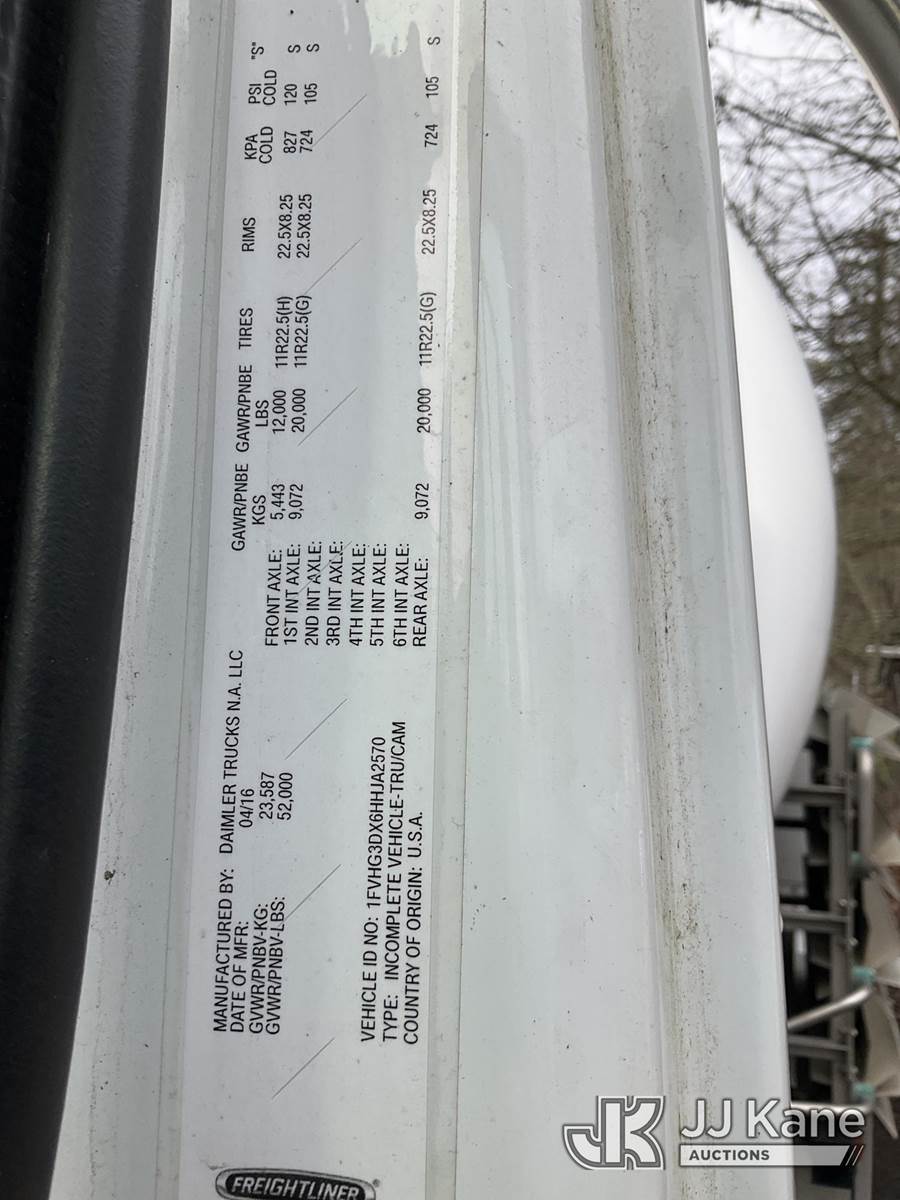 MANUFACTURED BY: DAIMLER TRUCKS N.A. LLC
DATE OF MFR: 04/16
GVWR/PNBV-KG: 23,587
GVWR/PNBV-LBS: 52,000
VEHICLE ID NO: 1FVHG3DX6HHJA2570
TYPE: INCOMPLETE VEHICLE-TRU/CAM
COUNTRY OF ORIGIN: U.S.A.
GAWR/PNBE GAWR/PNBE TIRES RIMS KPA PSI "S"
KGS LBS COLD COLD
FRONT AXLE: 5,443 12,000 11R22.5(H) 22.5X8.25 827 120 S
1ST INT AXLE: 9,072 20,000 11R22.5(G) 22.5X8.25 724 105 S
2ND INT AXLE:
3RD INT AXLE:
4TH INT AXLE:
5TH INT AXLE:
6TH INT AXLE:
REAR AXLE: 9,072 20,000 11R22.5(G) 22.5X8.25 724 105 S
FREIGHTLINER
JK JJ Kane
AUCTIONS